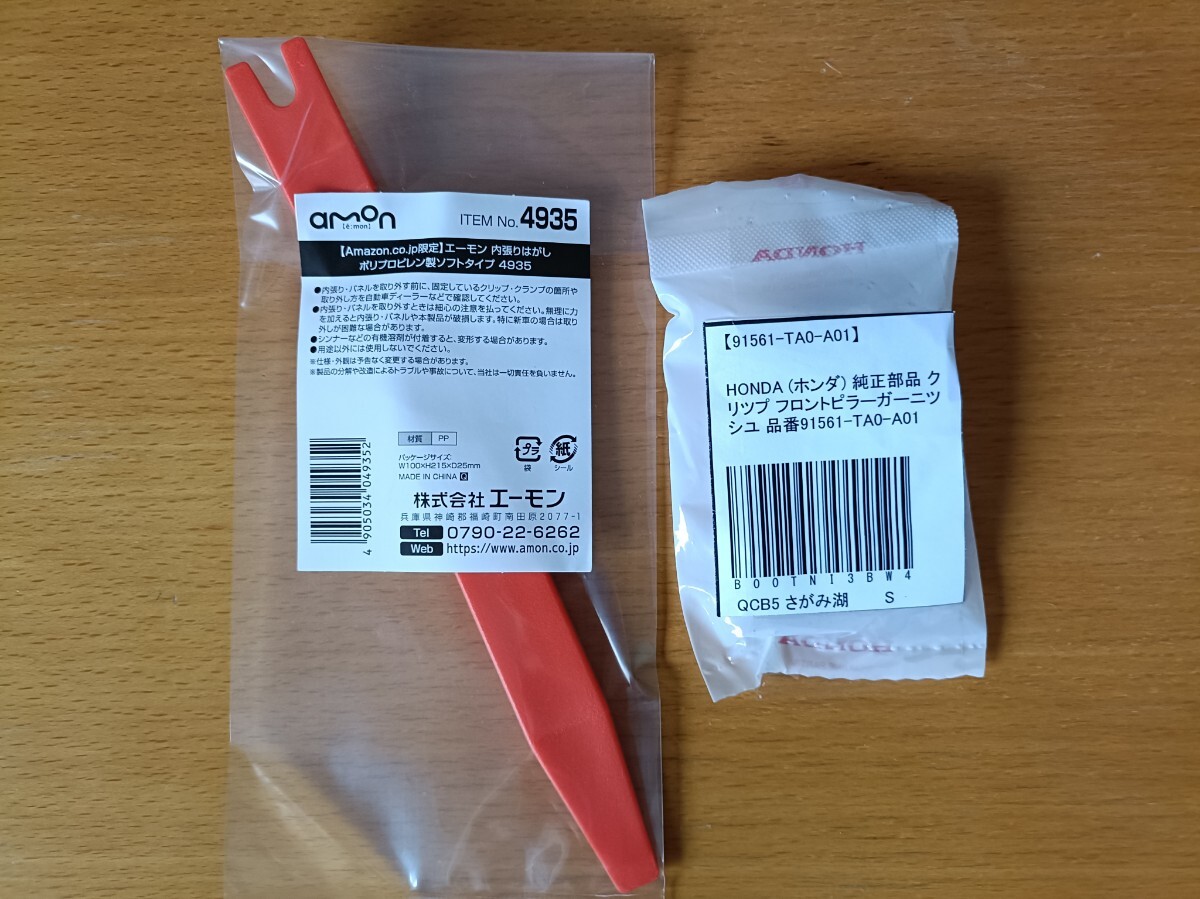 amon
[é:mon]
ITEM No. 4935
【Amazon.co.jp限定】エーモン 内張りはがし
ポリプロピレン製ソフトタイプ 4935
●内張り・パネルを取り外す前に、固定しているクリップ・クランプの箇所や
取り外し方を自動車ディーラーなどで確認してください。
●内張り・パネルを取り外すときは細心の注意を払ってください。無理に力
を加えると内張り・パネルや本製品が破損します。特に新車の場合は取り
外しが困難な場合があります。
●シンナーなどの有機溶剤が付着すると、変形する場合があります。
●用途以外には使用しないでください。
※仕様・外観は予告なく変更する場合があります。
※製品の分解や改造によるトラブルや事故について、当社は一切責任を負いません。
材質 PP
パッケージサイズ:
W100×H215×D25mm
MADE IN CHINA Q
プラ
袋
紙
シール
4 905034 049352
株式会社 エーモン
兵庫県神崎郡福崎町南田原2077-1
Tel 0790-22-6262
Web https://www.amon.co.jp
HONDA
【91561-TA0-A01】
HONDA (ホンダ) 純正部品 ク
リツプ フロントピラーガーニツ
シユ 品番91561-TA0-A01
B00TNI3BW4
QCB5 さがみ湖 S
HONDA